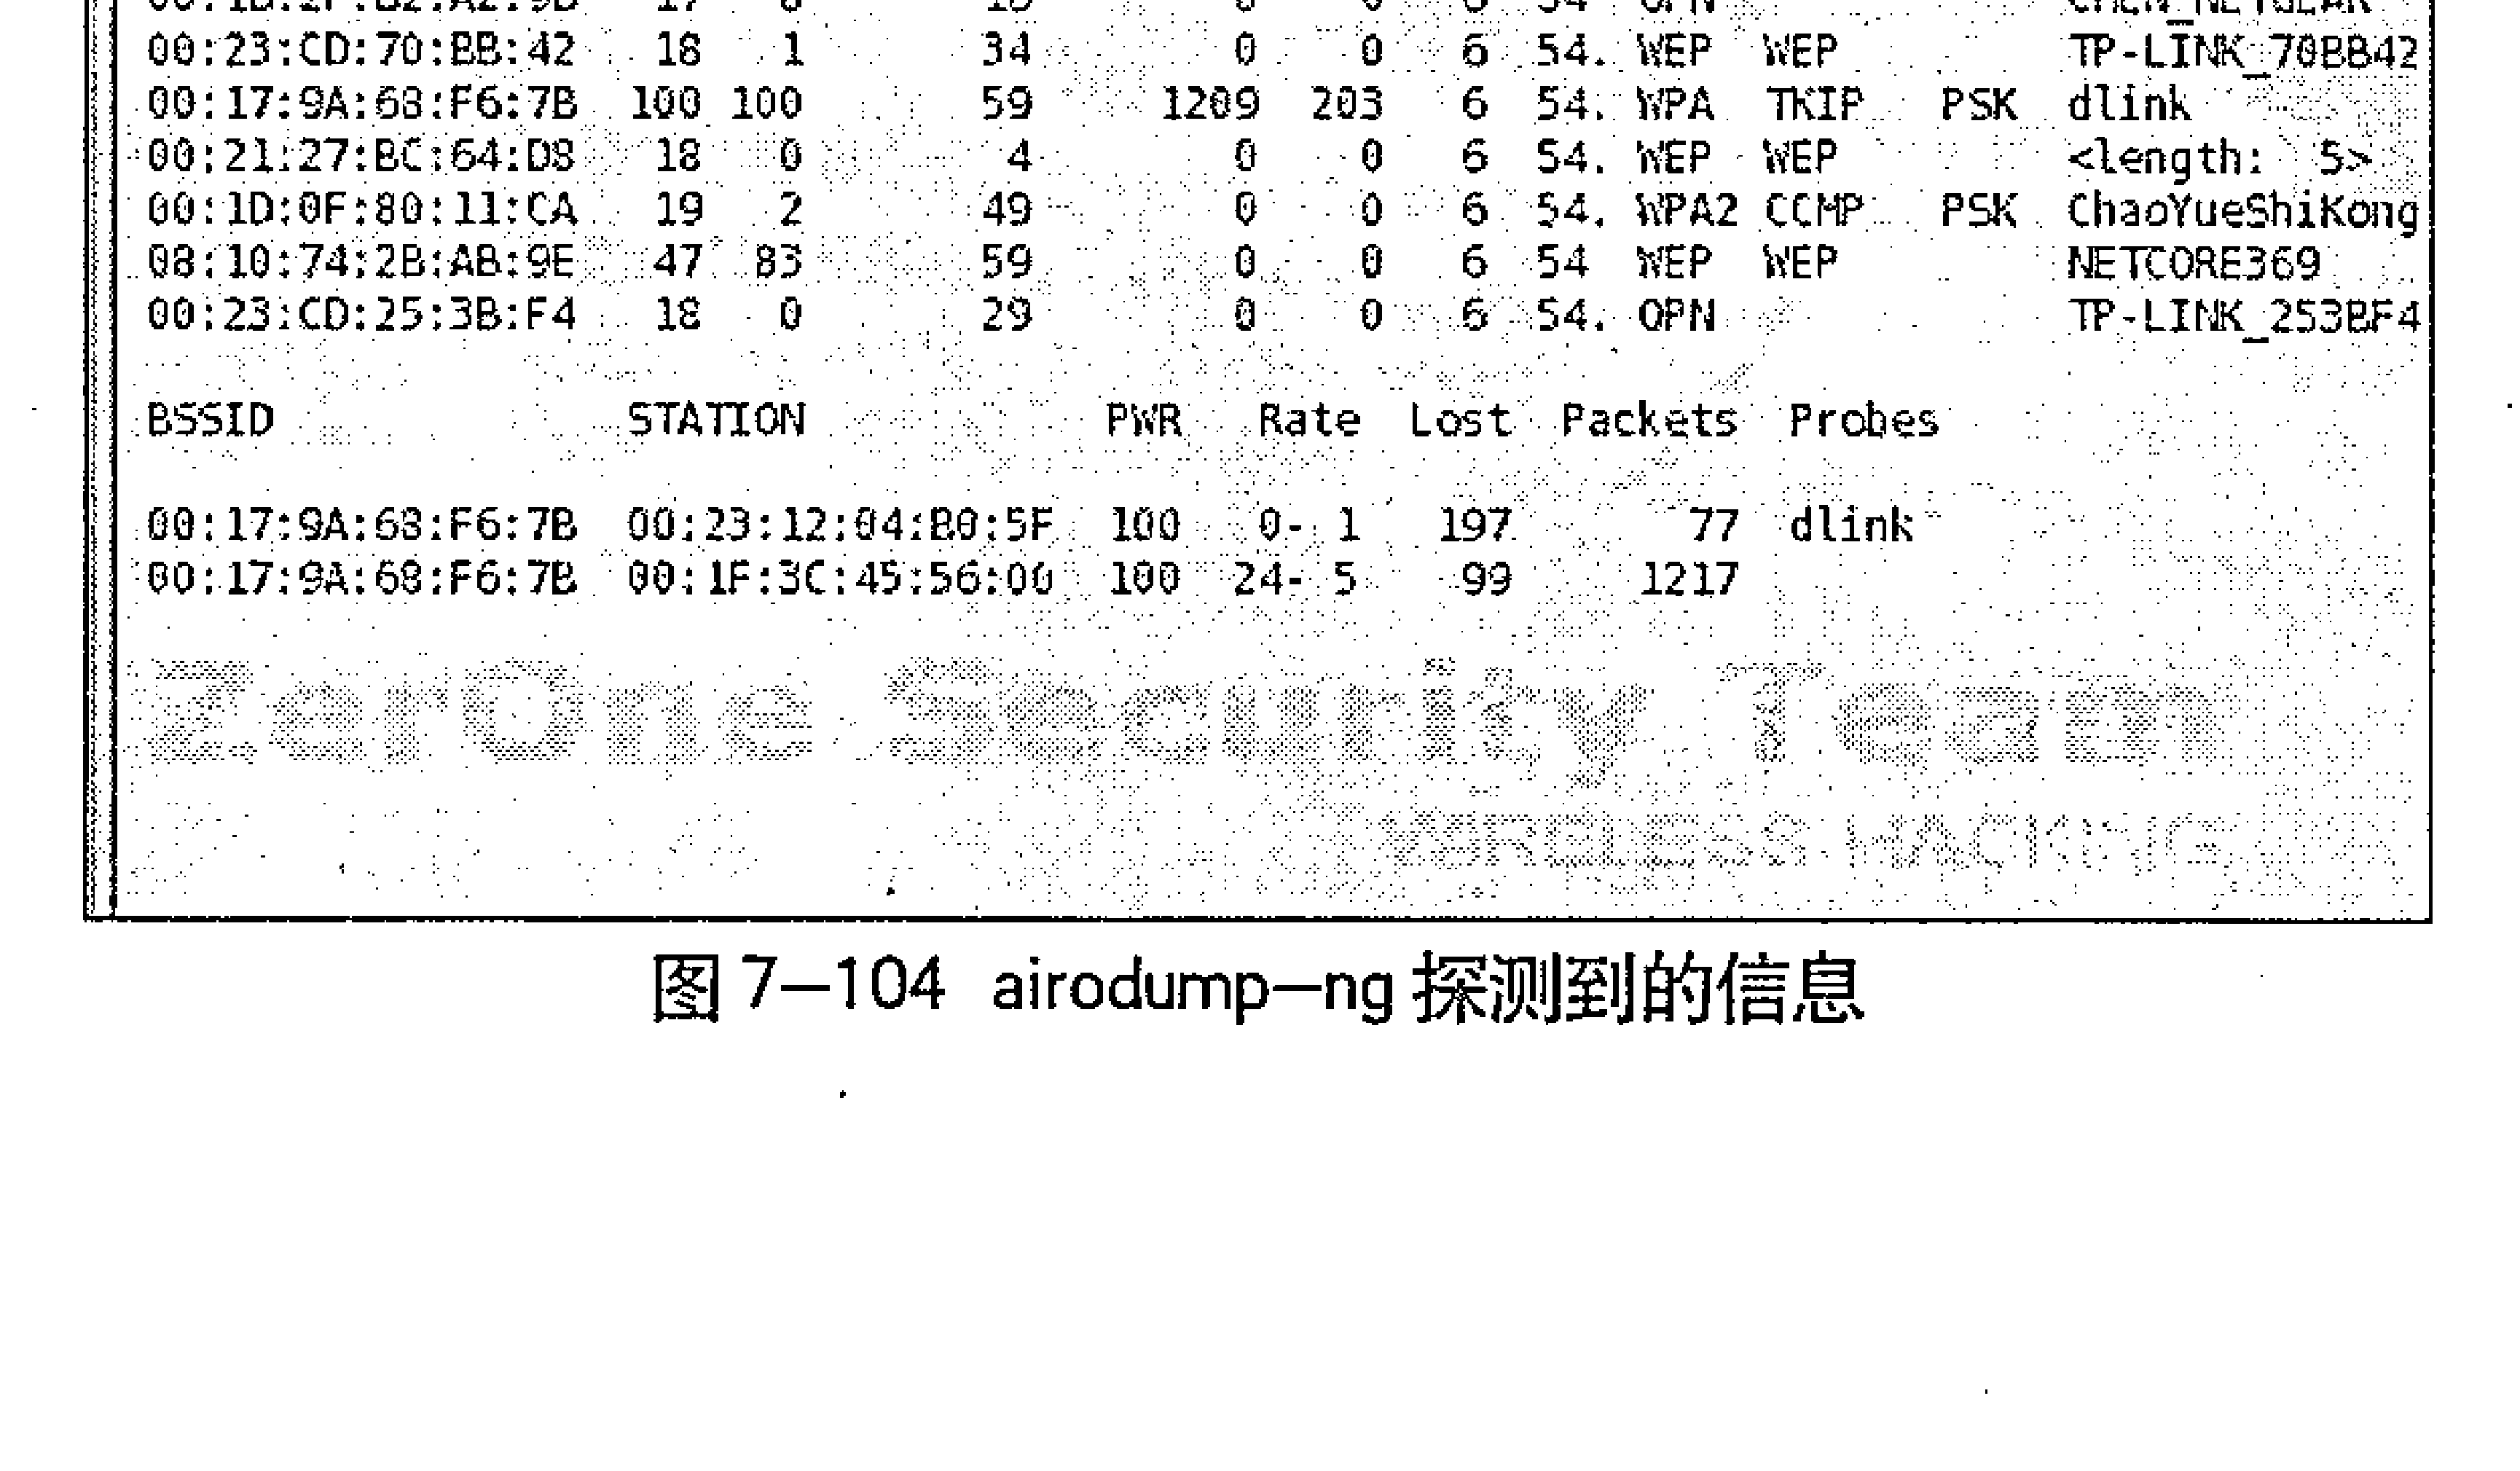 00:23:CD:70:BB:42 18 1 34 0 0 6 54. WEP WEP TP-LINK_70BB42
00:17:9A:68:F6:7B 100 100 59 1209 203 6 54. WPA TKIP PSK dlink
00:21:27:BC:64:D8 18 0 4 0 0 6 54. WEP WEP <length: 5>
00:1D:0F:80:11:CA 19 2 49 0 0 6 54. WPA2 CCMP PSK ChaoYueShiKong
08:10:74:2B:AB:9E 47 83 59 0 0 6 54 WEP WEP NETCORE369
00:23:CD:25:3B:F4 18 0 29 0 0 6 54. OPN TP-LINK_253BF4
BSSID STATION PWR Rate Lost Packets Probes
00:17:9A:68:F6:7B 00:23:12:04:B0:5F 100 0- 1 197 77 dlink
00:17:9A:68:F6:7B 00:1F:3C:45:56:00 100 24- 5 99 1217
ZerOne Security Team
WIRELESS HACKING
图 7-104 airodump-ng 探测到的信息